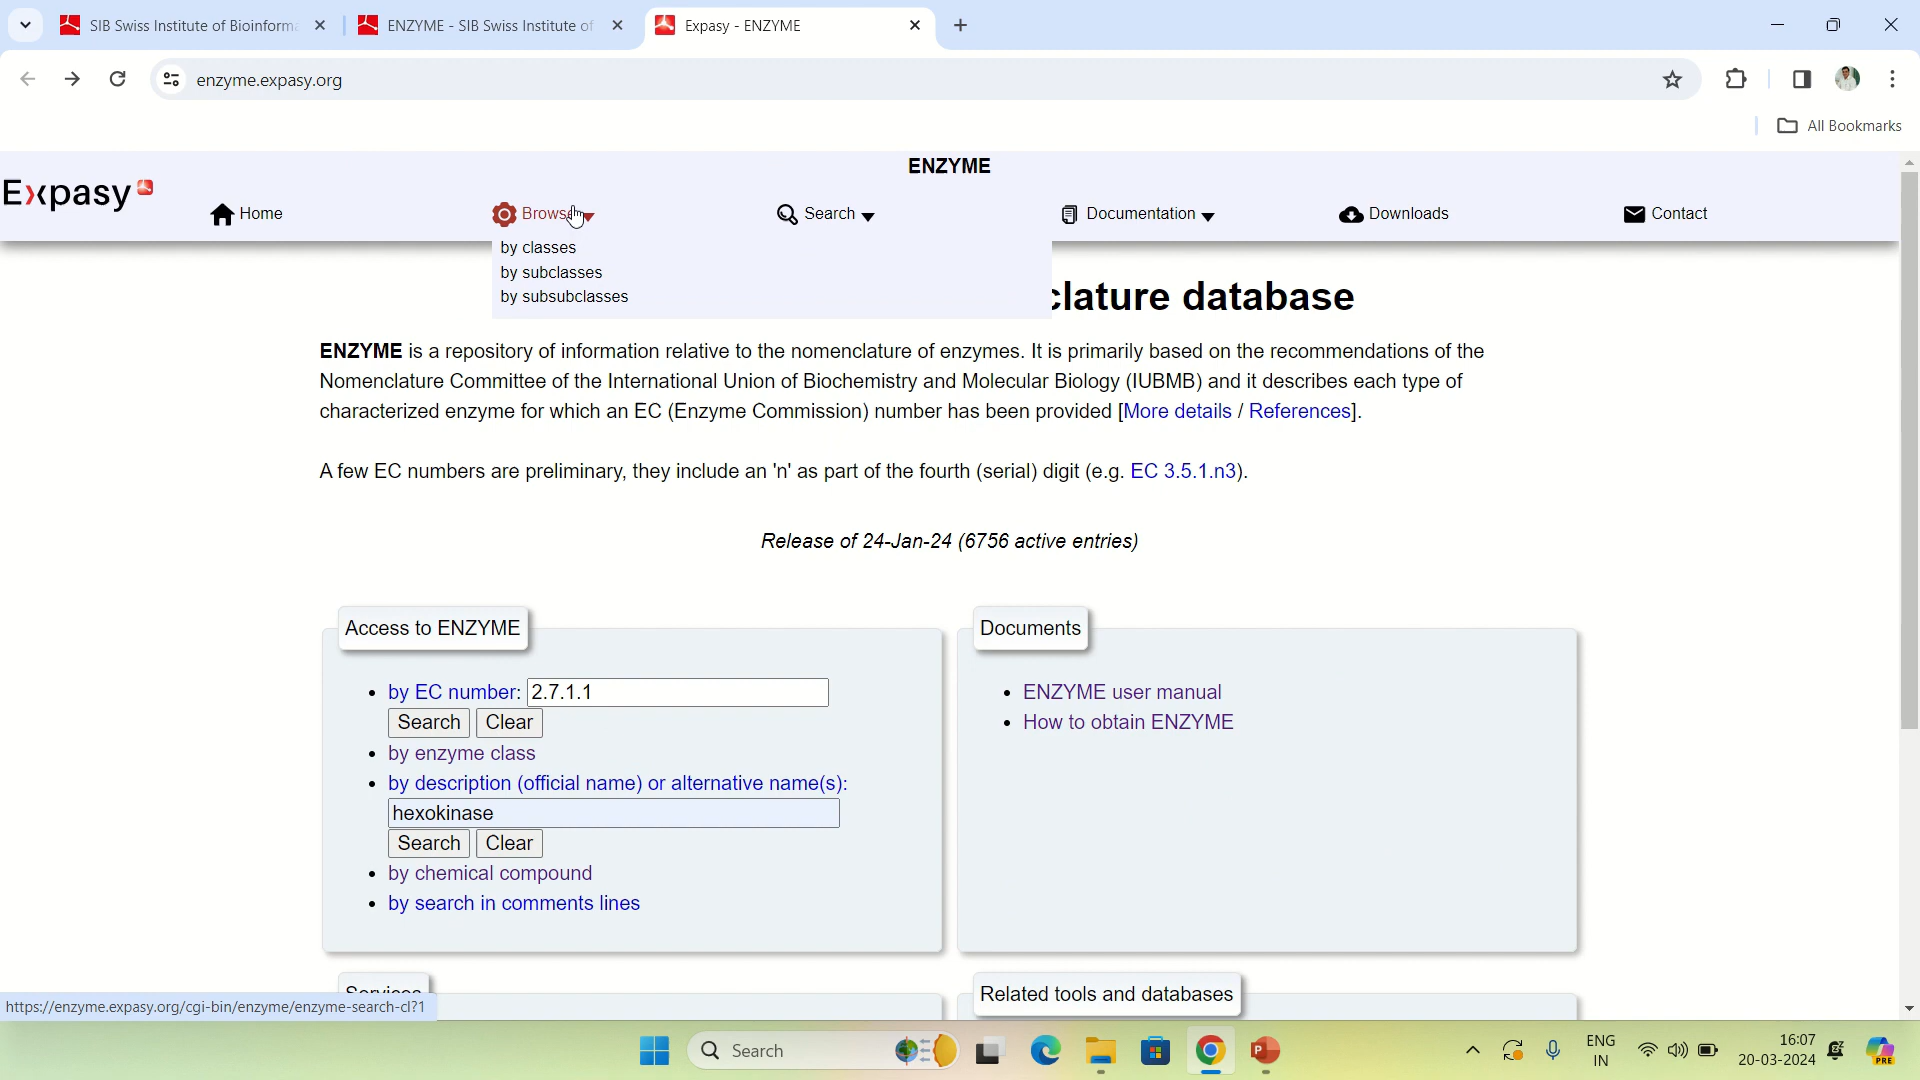 SIB Swiss Institute of Bioinforma
ENZYME - SIB Swiss Institute of
Expasy - ENZYME
enzyme.expasy.org
All Bookmarks
ENZYME
Expasy
Home
Browse
Search
Documentation
Downloads
Contact
by classes
by subclasses
by subsubclasses
clature database
ENZYME is a repository of information relative to the nomenclature of enzymes. It is primarily based on the recommendations of the
Nomenclature Committee of the International Union of Biochemistry and Molecular Biology (IUBMB) and it describes each type of
characterized enzyme for which an EC (Enzyme Commission) number has been provided [More details / References].
A few EC numbers are preliminary, they include an 'n' as part of the fourth (serial) digit (e.g. EC 3.5.1.n3).
Release of 24-Jan-24 (6756 active entries)
Access to ENZYME
by EC number: 2.7.1.1
Search Clear
by enzyme class
by description (official name) or alternative name(s):
hexokinase
Search Clear
by chemical compound
by search in comments lines
Documents
ENZYME user manual
How to obtain ENZYME
Services
Related tools and databases
https://enzyme.expasy.org/cgi-bin/enzyme/enzyme-search-cl?1
Search
ENG
IN
16:07
20-03-2024
PRE